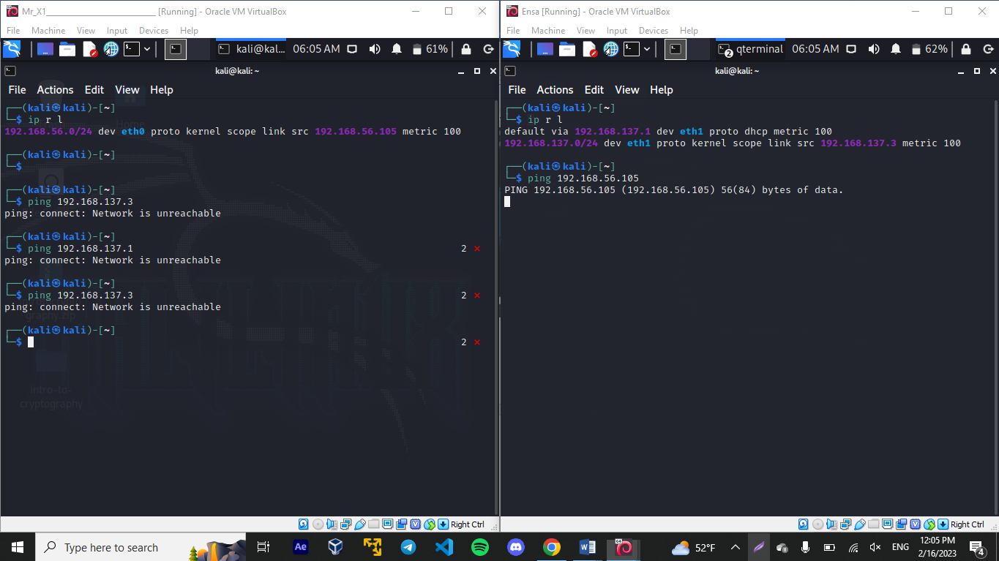 Mr_X1________________________ [Running] - Oracle VM VirtualBox
File Machine View Input Devices Help
kali@kal... 06:05 AM 61%
kali@kali: ~
File Actions Edit View Help
┌──(kali㉿kali)-[~]
└─$ ip r l
192.168.56.0/24 dev eth0 proto kernel scope link src 192.168.56.105 metric 100
┌──(kali㉿kali)-[~]
└─$
┌──(kali㉿kali)-[~]
└─$ ping 192.168.137.3
ping: connect: Network is unreachable
┌──(kali㉿kali)-[~]
└─$ ping 192.168.137.1 2 ✗
ping: connect: Network is unreachable
┌──(kali㉿kali)-[~]
└─$ ping 192.168.137.3 2 ✗
ping: connect: Network is unreachable
┌──(kali㉿kali)-[~]
└─$ 2 ✗
Home
graphy.zip
intro-to-
cryptography
Right Ctrl
Ensa [Running] - Oracle VM VirtualBox
File Machine View Input Devices Help
2 qterminal 06:05 AM 62%
kali@kali: ~
File Actions Edit View Help
┌──(kali㉿kali)-[~]
└─$ ip r l
default via 192.168.137.1 dev eth1 proto dhcp metric 100
192.168.137.0/24 dev eth1 proto kernel scope link src 192.168.137.3 metric 100
┌──(kali㉿kali)-[~]
└─$ ping 192.168.56.105
PING 192.168.56.105 (192.168.56.105) 56(84) bytes of data.
Right Ctrl
Type here to search
Ae
52°F
ENG
12:05 PM
2/16/2023
4